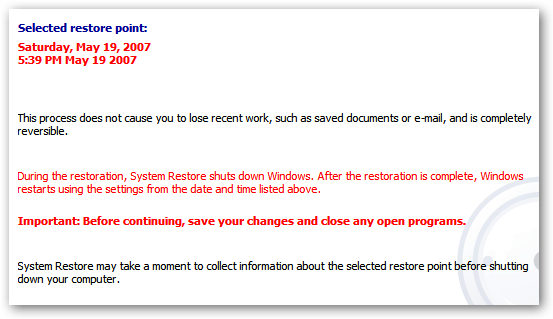 Selected restore point:
Saturday, May 19, 2007
5:39 PM May 19 2007
This process does not cause you to lose recent work, such as saved documents or e-mail, and is completely
reversible.
During the restoration, System Restore shuts down Windows. After the restoration is complete, Windows
restarts using the settings from the date and time listed above.
Important: Before continuing, save your changes and close any open programs.
System Restore may take a moment to collect information about the selected restore point before shutting
down your computer.